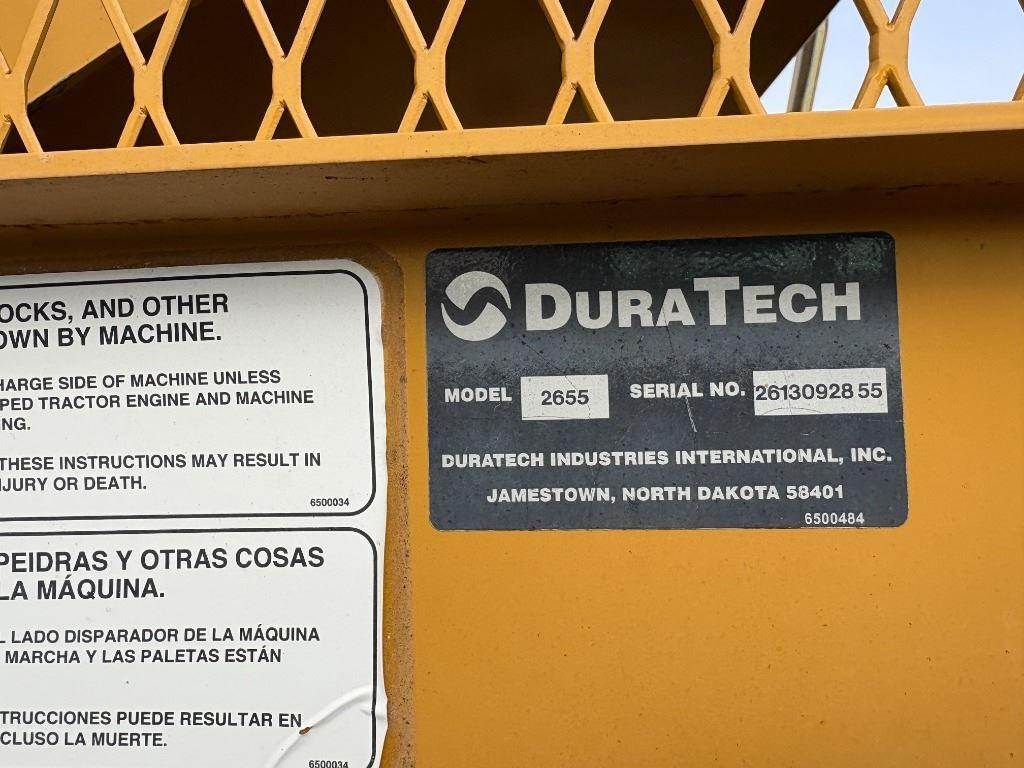 OCKS, AND OTHER
OWN BY MACHINE.
HARGE SIDE OF MACHINE UNLESS
PED TRACTOR ENGINE AND MACHINE
NG.
THESE INSTRUCTIONS MAY RESULT IN
JURY OR DEATH.
6500034
PEIDRAS Y OTRAS COSAS
LA MÁQUINA.
L LADO DISPARADOR DE LA MÁQUINA
MARCHA Y LAS PALETAS ESTÁN
TRUCCIONES PUEDE RESULTAR EN
CLUSO LA MUERTE.
6500034
DURATECH
MODEL 2655 SERIAL NO. 26130928 55
DURATECH INDUSTRIES INTERNATIONAL, INC.
JAMESTOWN, NORTH DAKOTA 58401
6500484